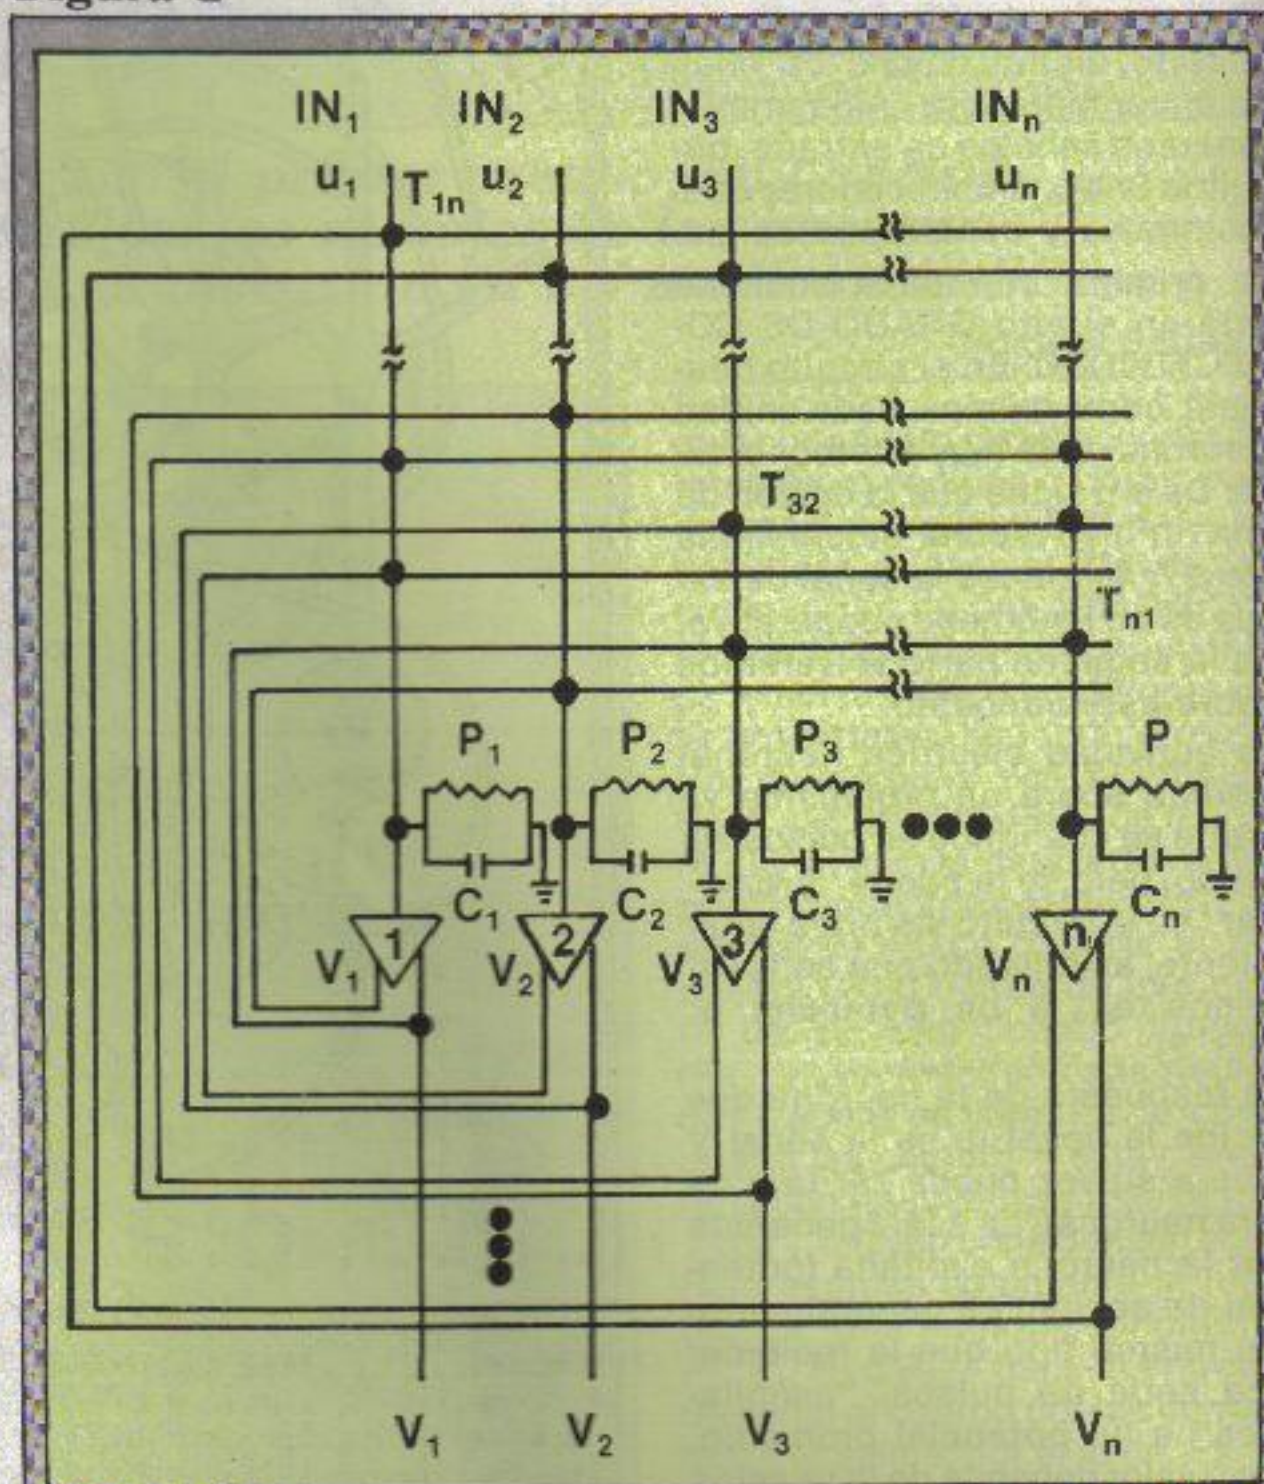 IN₁ IN₂ IN₃ INₙ
u₁ T₁ₙ u₂ u₃ uₙ
T₃₂
Tₙ₁
P₁ P₂ P₃ P
C₁ C₂ C₃ Cₙ
1 2 3 n
V₁ V₂ V₃ Vₙ
V₁ V₂ V₃ Vₙ